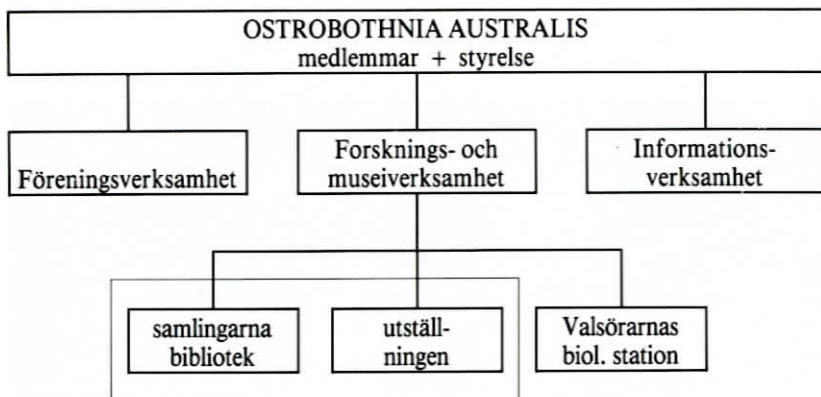 OSTROBOTHNIA AUSTRALIS
medlemmar + styrelse
Föreningsverksamhet
Forsknings- och
museiverksamhet
Informations-
verksamhet
samlingarna
bibliotek
utställ-
ningen
Valsörarnas
biol. station